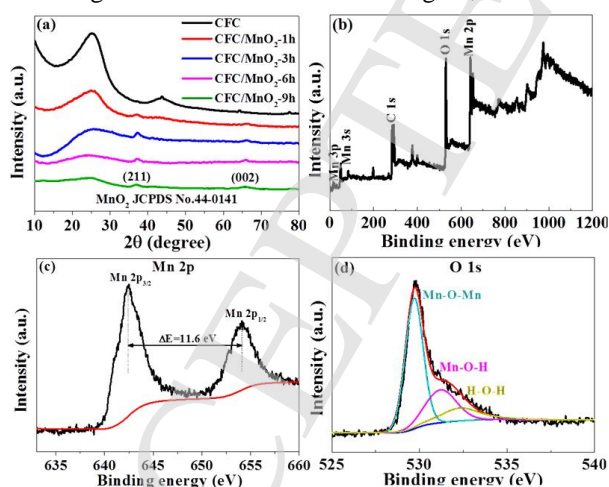 (a)
CFC
CFC/MnO₂-1h
CFC/MnO₂-3h
CFC/MnO₂-6h
CFC/MnO₂-9h
(211)
(002)
MnO₂ JCPDS No.44-0141
Intensity (a.u.)
10 20 30 40 50 60 70 80
2θ (degree)
(b)
Mn 3p
Mn 3s
C 1s
O 1s
Mn 2p
Intensity (a.u.)
0 200 400 600 800 1000 1200
Binding energy (eV)
(c)
Mn 2p
Mn 2p3/2
Mn 2p1/2
ΔE=11.6 eV
Intensity (a.u.)
635 640 645 650 655 660
Binding energy (eV)
(d)
O 1s
Mn-O-Mn
Mn-O-H
H-O-H
Intensity (a.u.)
525 530 535 540
Binding energy (eV)